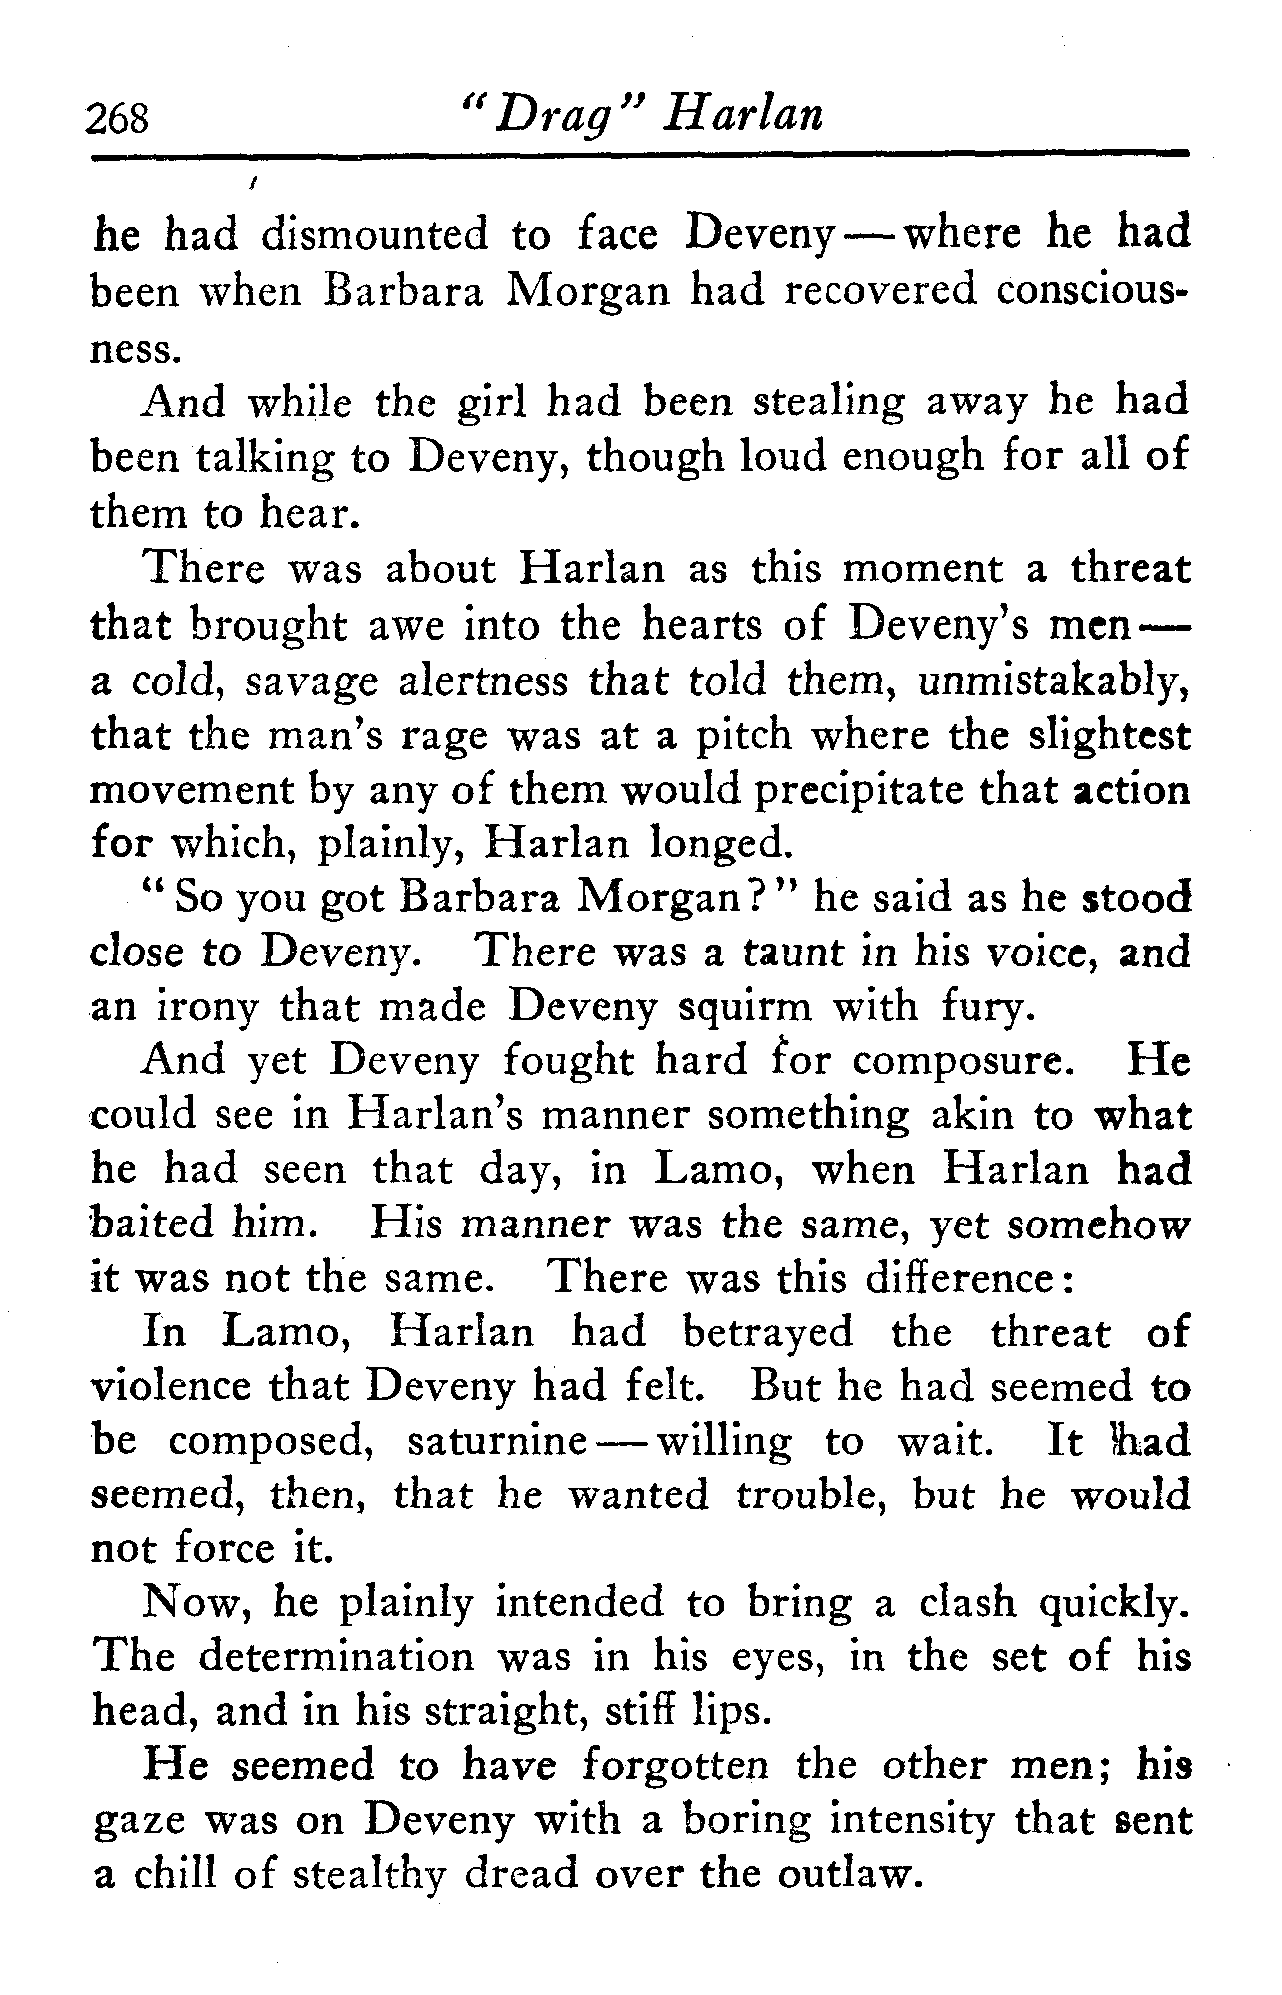 268 "Drag" Harlan
he had dismounted to face Deveny—where he had
been when Barbara Morgan had recovered conscious-
ness.
And while the girl had been stealing away he had
been talking to Deveny, though loud enough for all of
them to hear.
There was about Harlan as this moment a threat
that brought awe into the hearts of Deveny's men—
a cold, savage alertness that told them, unmistakably,
that the man's rage was at a pitch where the slightest
movement by any of them would precipitate that action
for which, plainly, Harlan longed.
"So you got Barbara Morgan?" he said as he stood
close to Deveny. There was a taunt in his voice, and
an irony that made Deveny squirm with fury.
And yet Deveny fought hard for composure. He
could see in Harlan's manner something akin to what
he had seen that day, in Lamo, when Harlan had
baited him. His manner was the same, yet somehow
it was not the same. There was this difference:
In Lamo, Harlan had betrayed the threat of
violence that Deveny had felt. But he had seemed to
be composed, saturnine—willing to wait. It had
seemed, then, that he wanted trouble, but he would
not force it.
Now, he plainly intended to bring a clash quickly.
The determination was in his eyes, in the set of his
head, and in his straight, stiff lips.
He seemed to have forgotten the other men; his
gaze was on Deveny with a boring intensity that sent
a chill of stealthy dread over the outlaw.